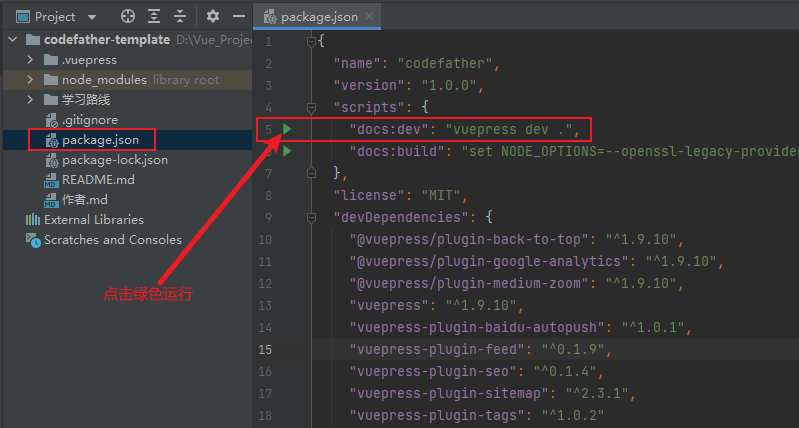 Project
codefather-template D:\Vue_Proj
.vuepress
node_modules library root
学习路线
.gitignore
package.json
package-lock.json
README.md
作者.md
External Libraries
Scratches and Consoles
点击绿色运行
package.json
1 {
2 "name": "codefather",
3 "version": "1.0.0",
4 "scripts": {
5 "docs:dev": "vuepress dev .",
6 "docs:build": "set NODE_OPTIONS=--openssl-legacy-provider
7 },
8 "license": "MIT",
9 "devDependencies": {
10 "@vuepress/plugin-back-to-top": "^1.9.10",
11 "@vuepress/plugin-google-analytics": "^1.9.10",
12 "@vuepress/plugin-medium-zoom": "^1.9.10",
13 "vuepress": "^1.9.10",
14 "vuepress-plugin-baidu-autopush": "^1.0.1",
15 "vuepress-plugin-feed": "^0.1.9",
16 "vuepress-plugin-seo": "^0.1.4",
17 "vuepress-plugin-sitemap": "^2.3.1",
18 "vuepress-plugin-tags": "^1.0.2"